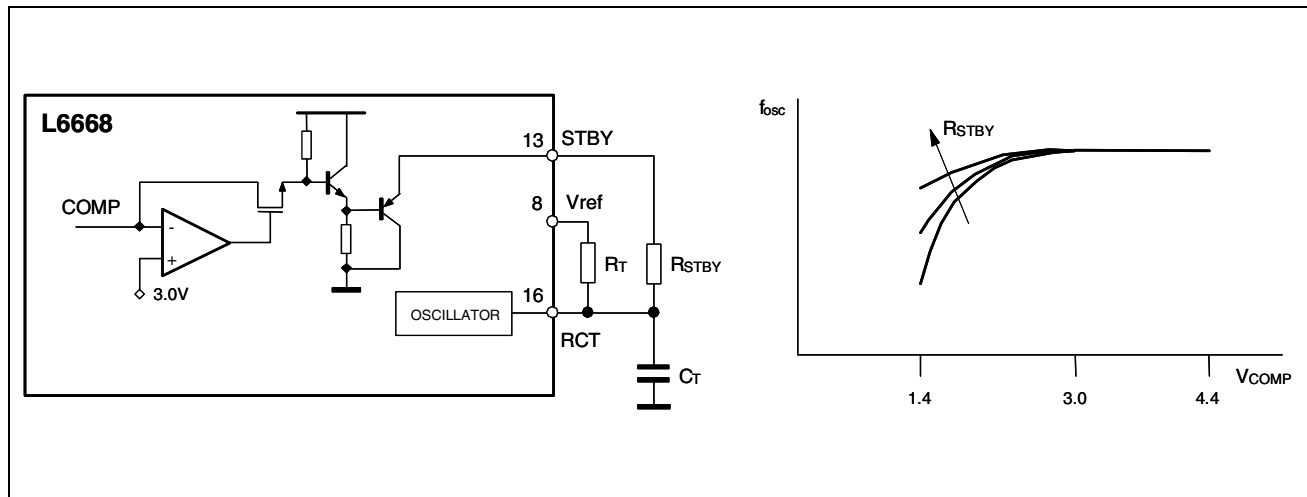 L6668
COMP
-
+
3.0V
13 STBY
8 Vref
RT
RSTBY
OSCILLATOR
16
RCT
CT
fosc
RSTBY
1.4
3.0
4.4
VCOMP